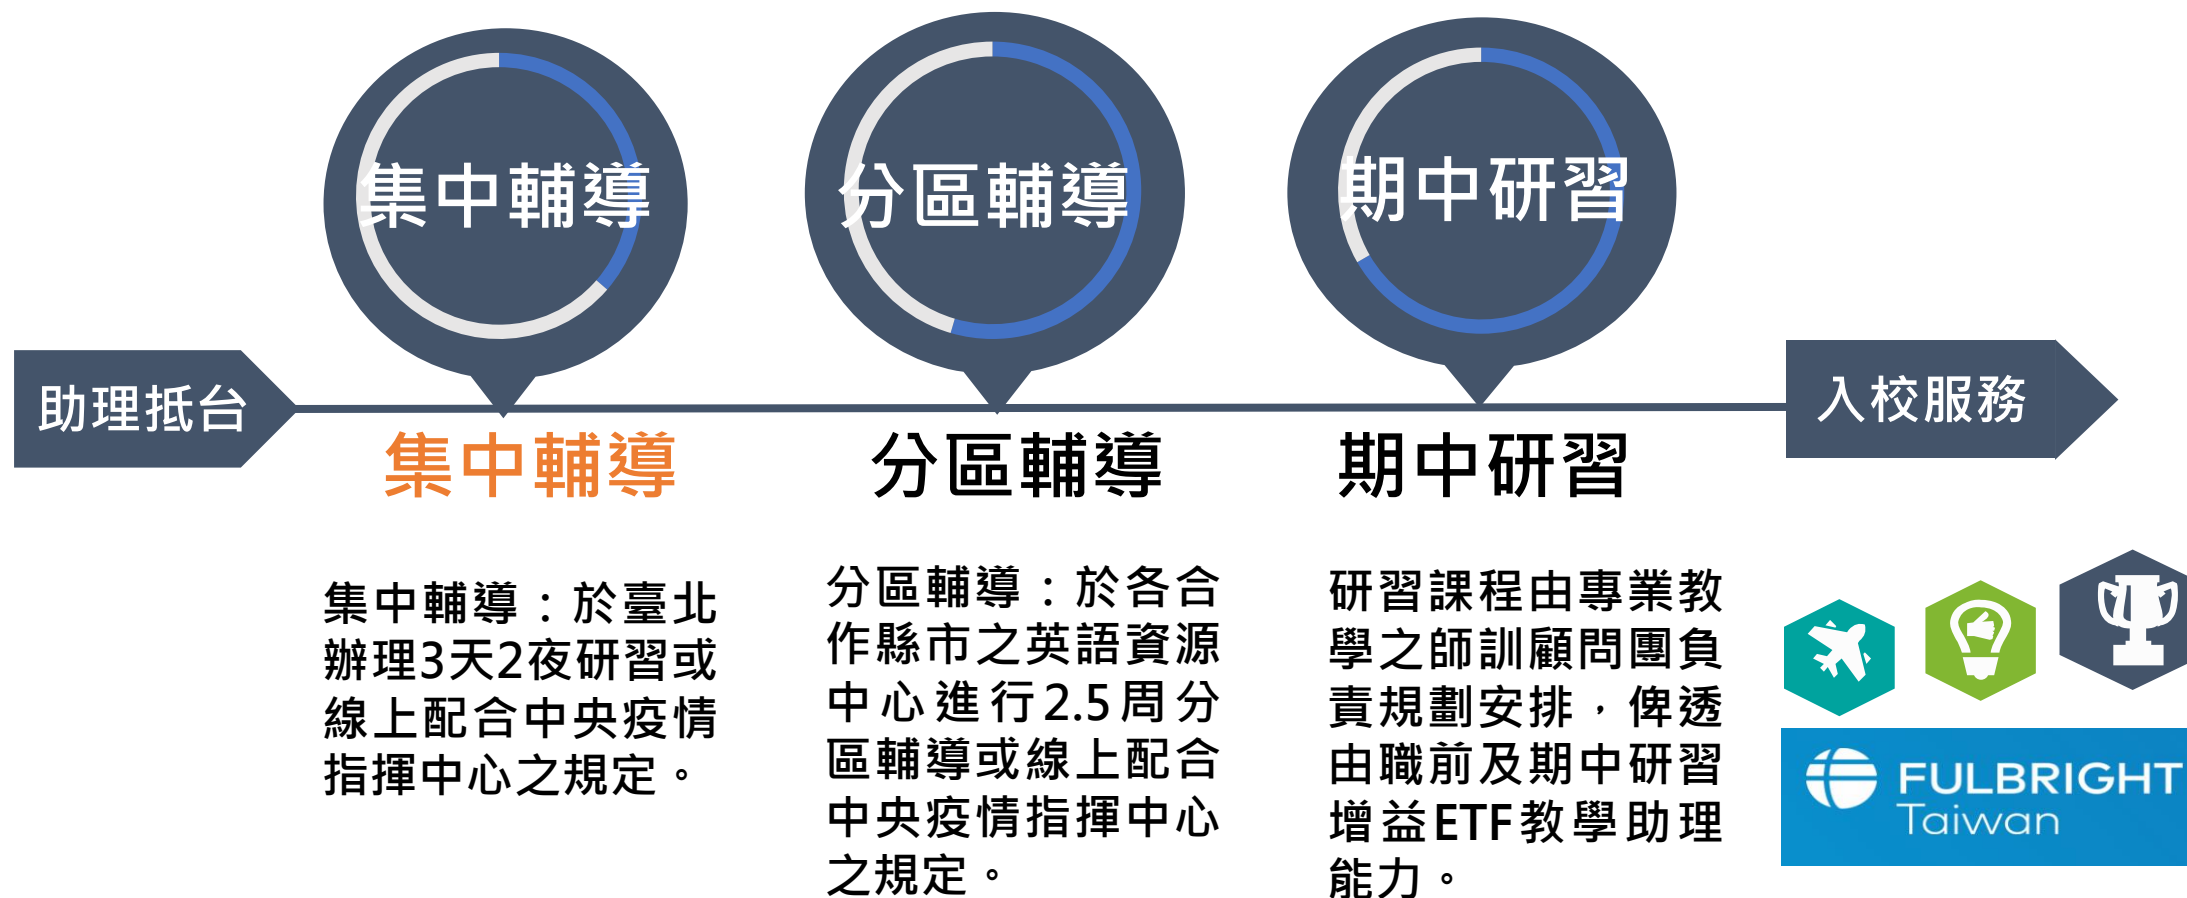 集中輔導
分區輔導
期中研習
助理抵台
入校服務
集中輔導
分區輔導
期中研習
集中輔導：於臺北
辦理3天2夜研習或
線上配合中央疫情
指揮中心之規定。
分區輔導：於各合
作縣市之英語資源
中心進行2.5周分
區輔導或線上配合
中央疫情指揮中心
之規定。
研習課程由專業教
學之師訓顧問團負
責規劃安排，俾透
由職前及期中研習
增益ETF教學助理
能力。
FULBRIGHT
Taiwan